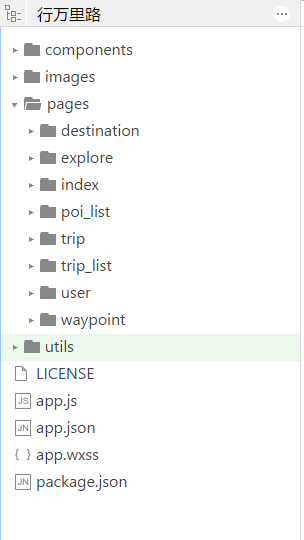 行万里路
components
images
pages
destination
explore
index
poi_list
trip
trip_list
user
waypoint
utils
LICENSE
JS app.js
JN app.json
{ } app.wxss
JN package.json